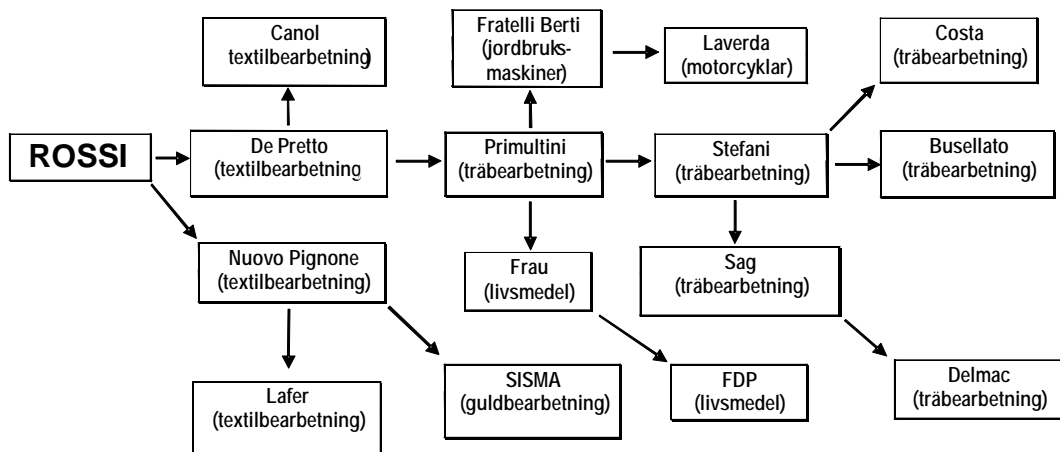 Canol
textilbearbetning)
Fratelli Berti
(jordbruks-
maskiner)
Laverda
(motorcyklar)
Costa
(träbearbetning)
ROSSI
De Pretto
(textilbearbetning
Primultini
(träbearbetning)
Stefani
(träbearbetning)
Busellato
(träbearbetning)
Nuovo Pignone
(textilbearbetning)
Frau
(livsmedel)
Sag
(träbearbetning)
Lafer
(textilbearbetning)
SISMA
(guldbearbetning)
FDP
(livsmedel)
Delmac
(träbearbetning)